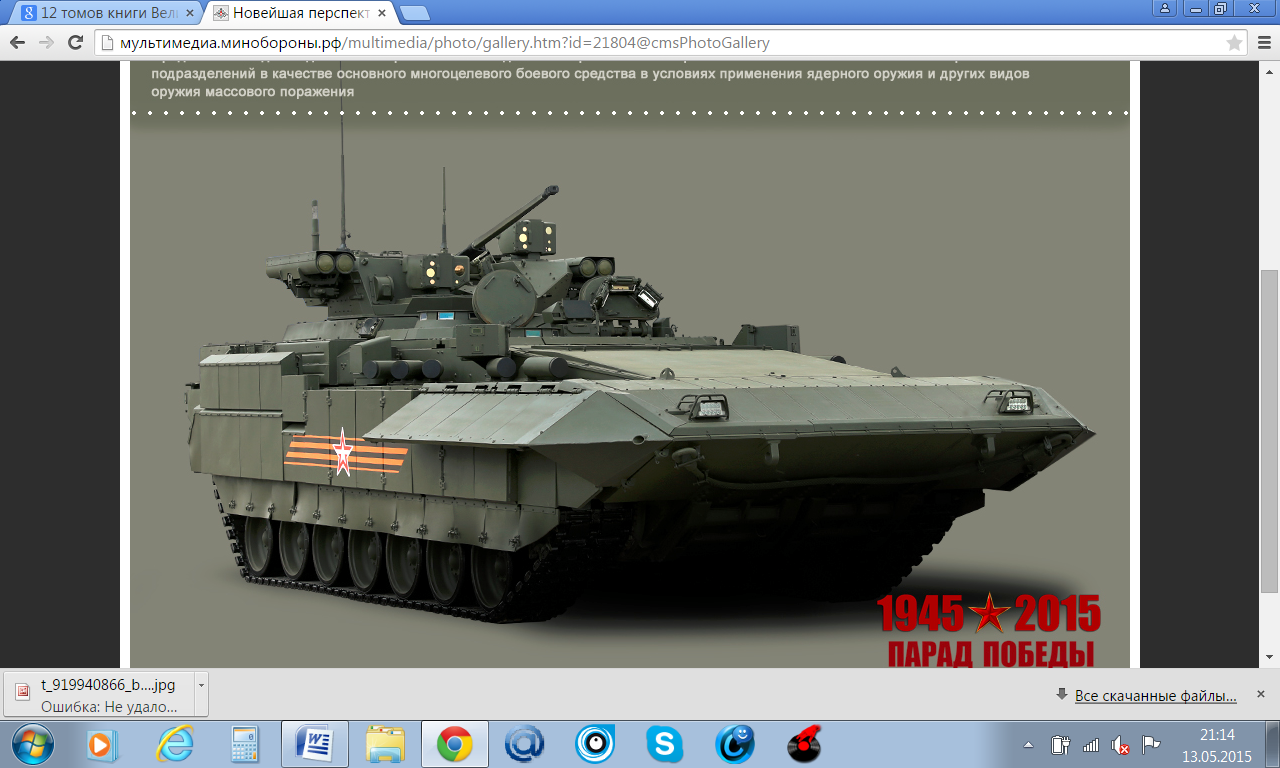 12 томов книги Вели
Новейшая перспект
мультимедиа.минобороны.рф/multimedia/photo/gallery.htm?id=21804@cmsPhotoGallery
подразделений в качестве основного многоцелевого боевого средства в условиях применения ядерного оружия и других видов
оружия массового поражения
1945 2015
ПАРАД ПОБЕДЫ
t_919940866_b....jpg
Ошибка: Не удало...
Все скачанные файлы...
21:14
13.05.2015